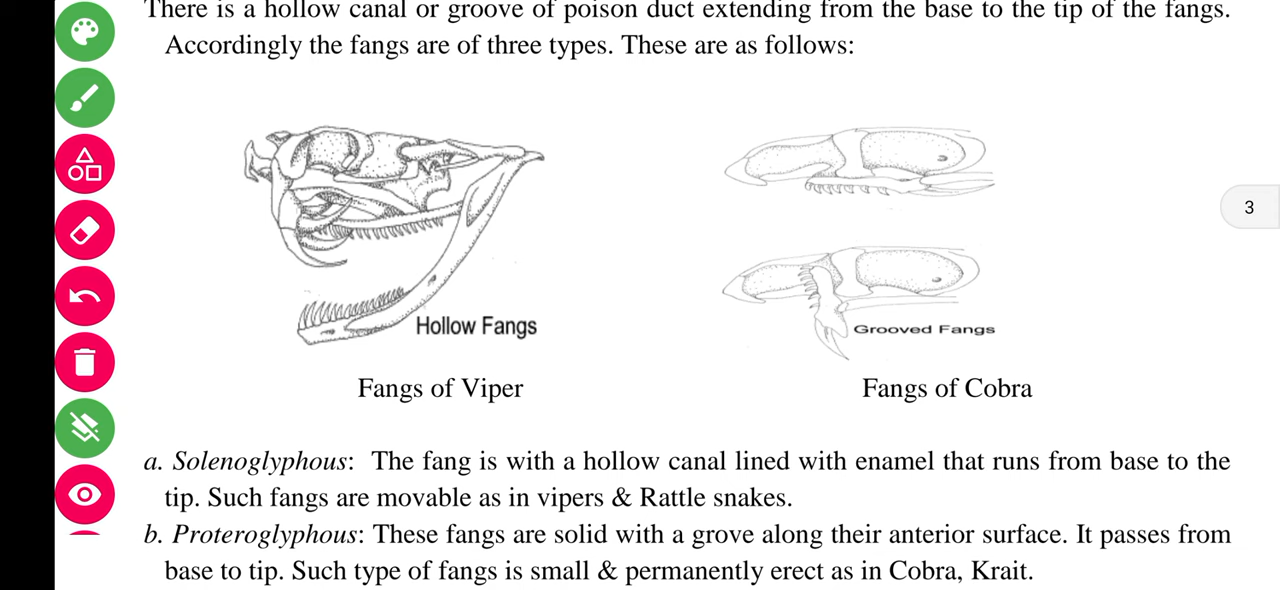 There is a hollow canal or groove of poison duct extending from the base to the tip of the fangs.
Accordingly the fangs are of three types. These are as follows:
3
Hollow Fangs
Grooved Fangs
Fangs of Viper
Fangs of Cobra
a. Solenoglyphous: The fang is with a hollow canal lined with enamel that runs from base to the
tip. Such fangs are movable as in vipers & Rattle snakes.
b. Proteroglyphous: These fangs are solid with a grove along their anterior surface. It passes from
base to tip. Such type of fangs is small & permanently erect as in Cobra, Krait.